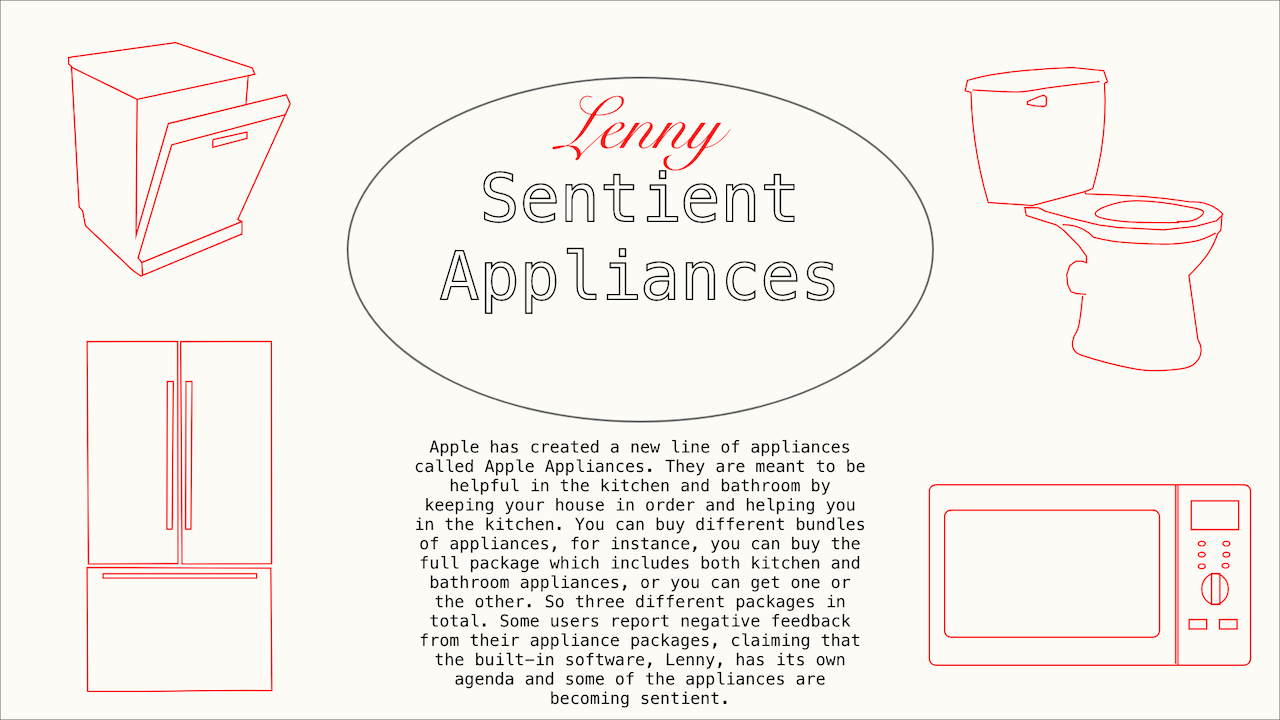 Lenny
Sentient
Appliances
Apple has created a new line of appliances
called Apple Appliances. They are meant to be
helpful in the kitchen and bathroom by
keeping your house in order and helping you
in the kitchen. You can buy different bundles
of appliances, for instance, you can buy the
full package which includes both kitchen and
bathroom appliances, or you can get one or
the other. So three different packages in
total. Some users report negative feedback
from their appliance packages, claiming that
the built-in software, Lenny, has its own
agenda and some of the appliances are
becoming sentient.